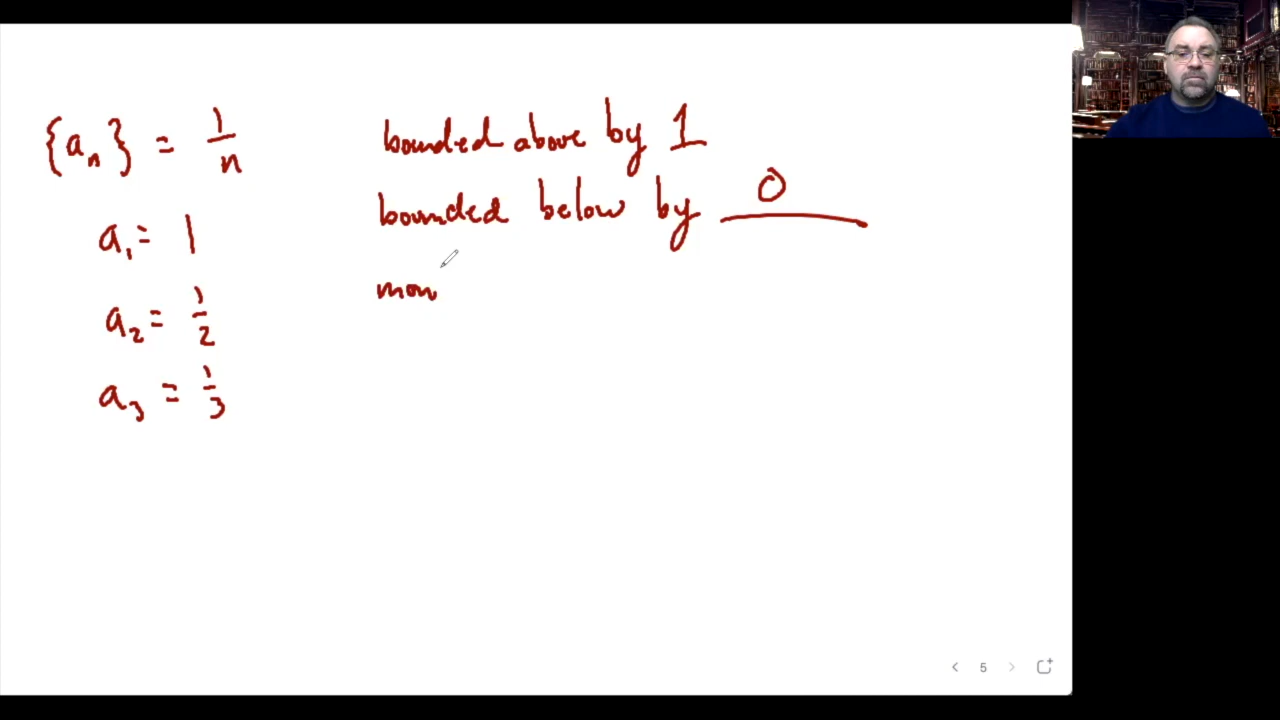 {aₙ} = 1/n
a₁ = 1
a₂ = 1/2
a₃ = 1/3
bounded above by 1
bounded below by 0
mon
5